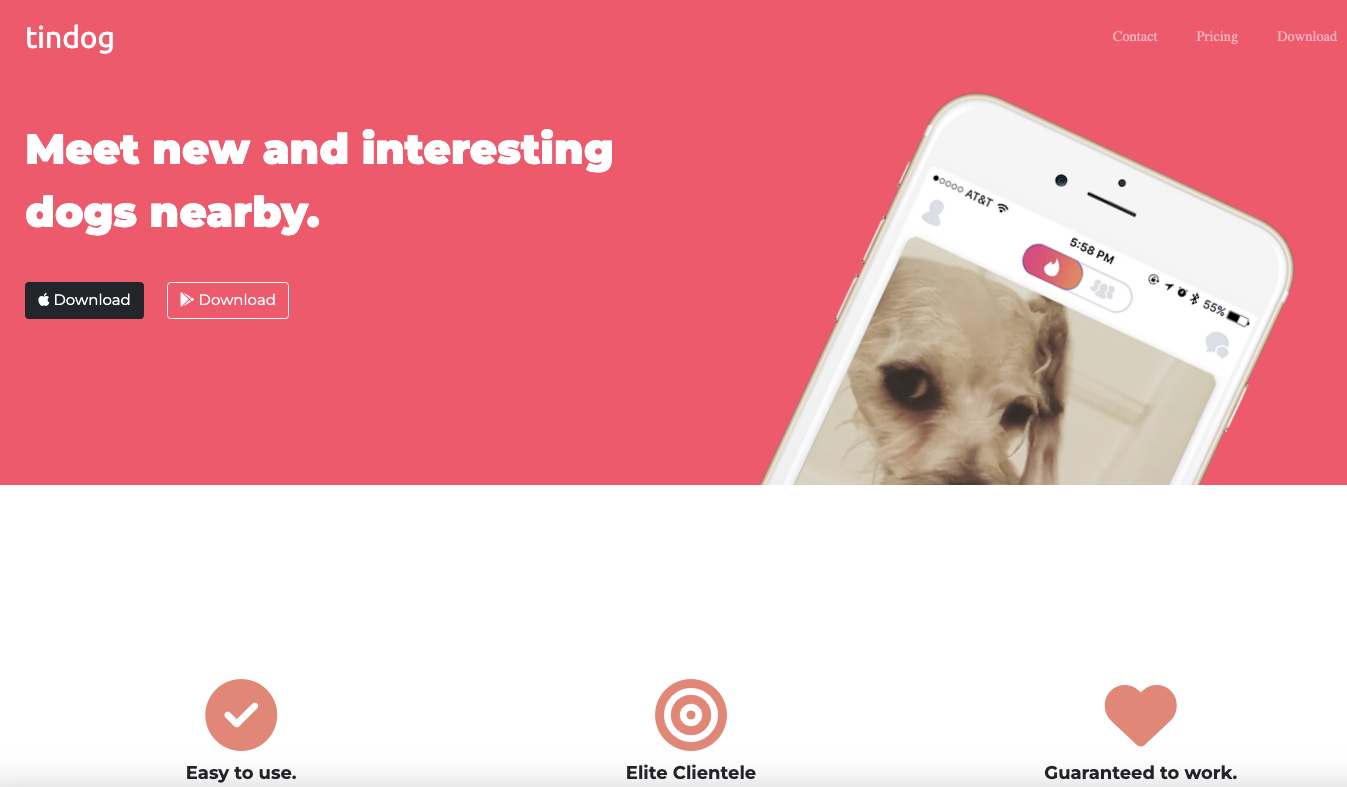 tindog
Contact Pricing Download
Meet new and interesting
dogs nearby.
Download Download
AT&T 5:58 PM 55%
Easy to use. Elite Clientele Guaranteed to work.